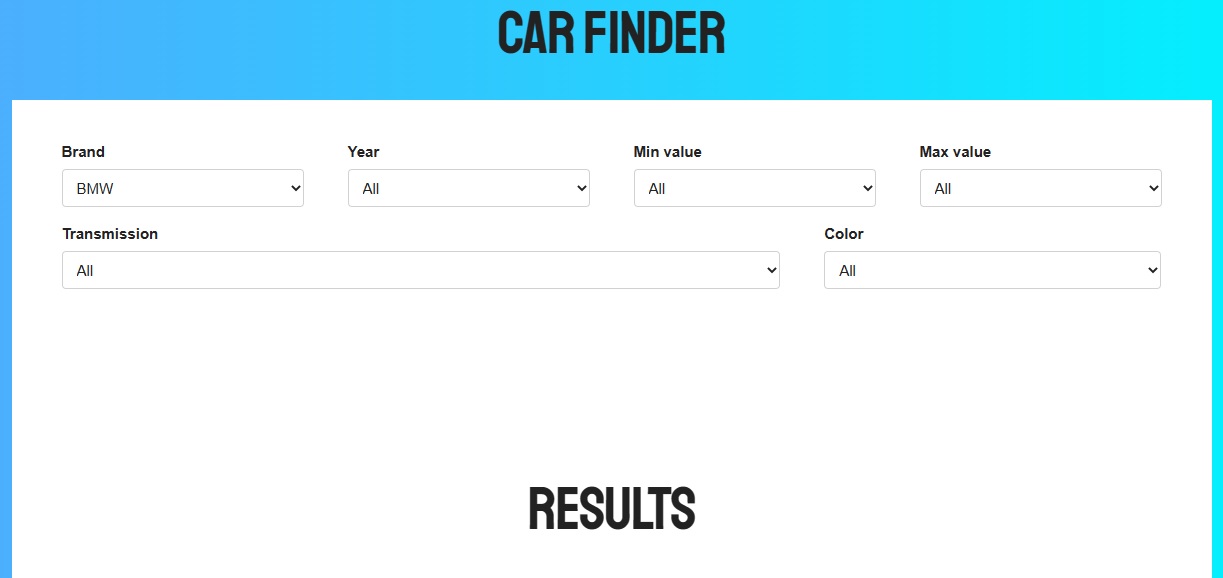 CAR FINDER
Brand Year Min value Max value
BMW All All All
Transmission Color
All All
RESULTS